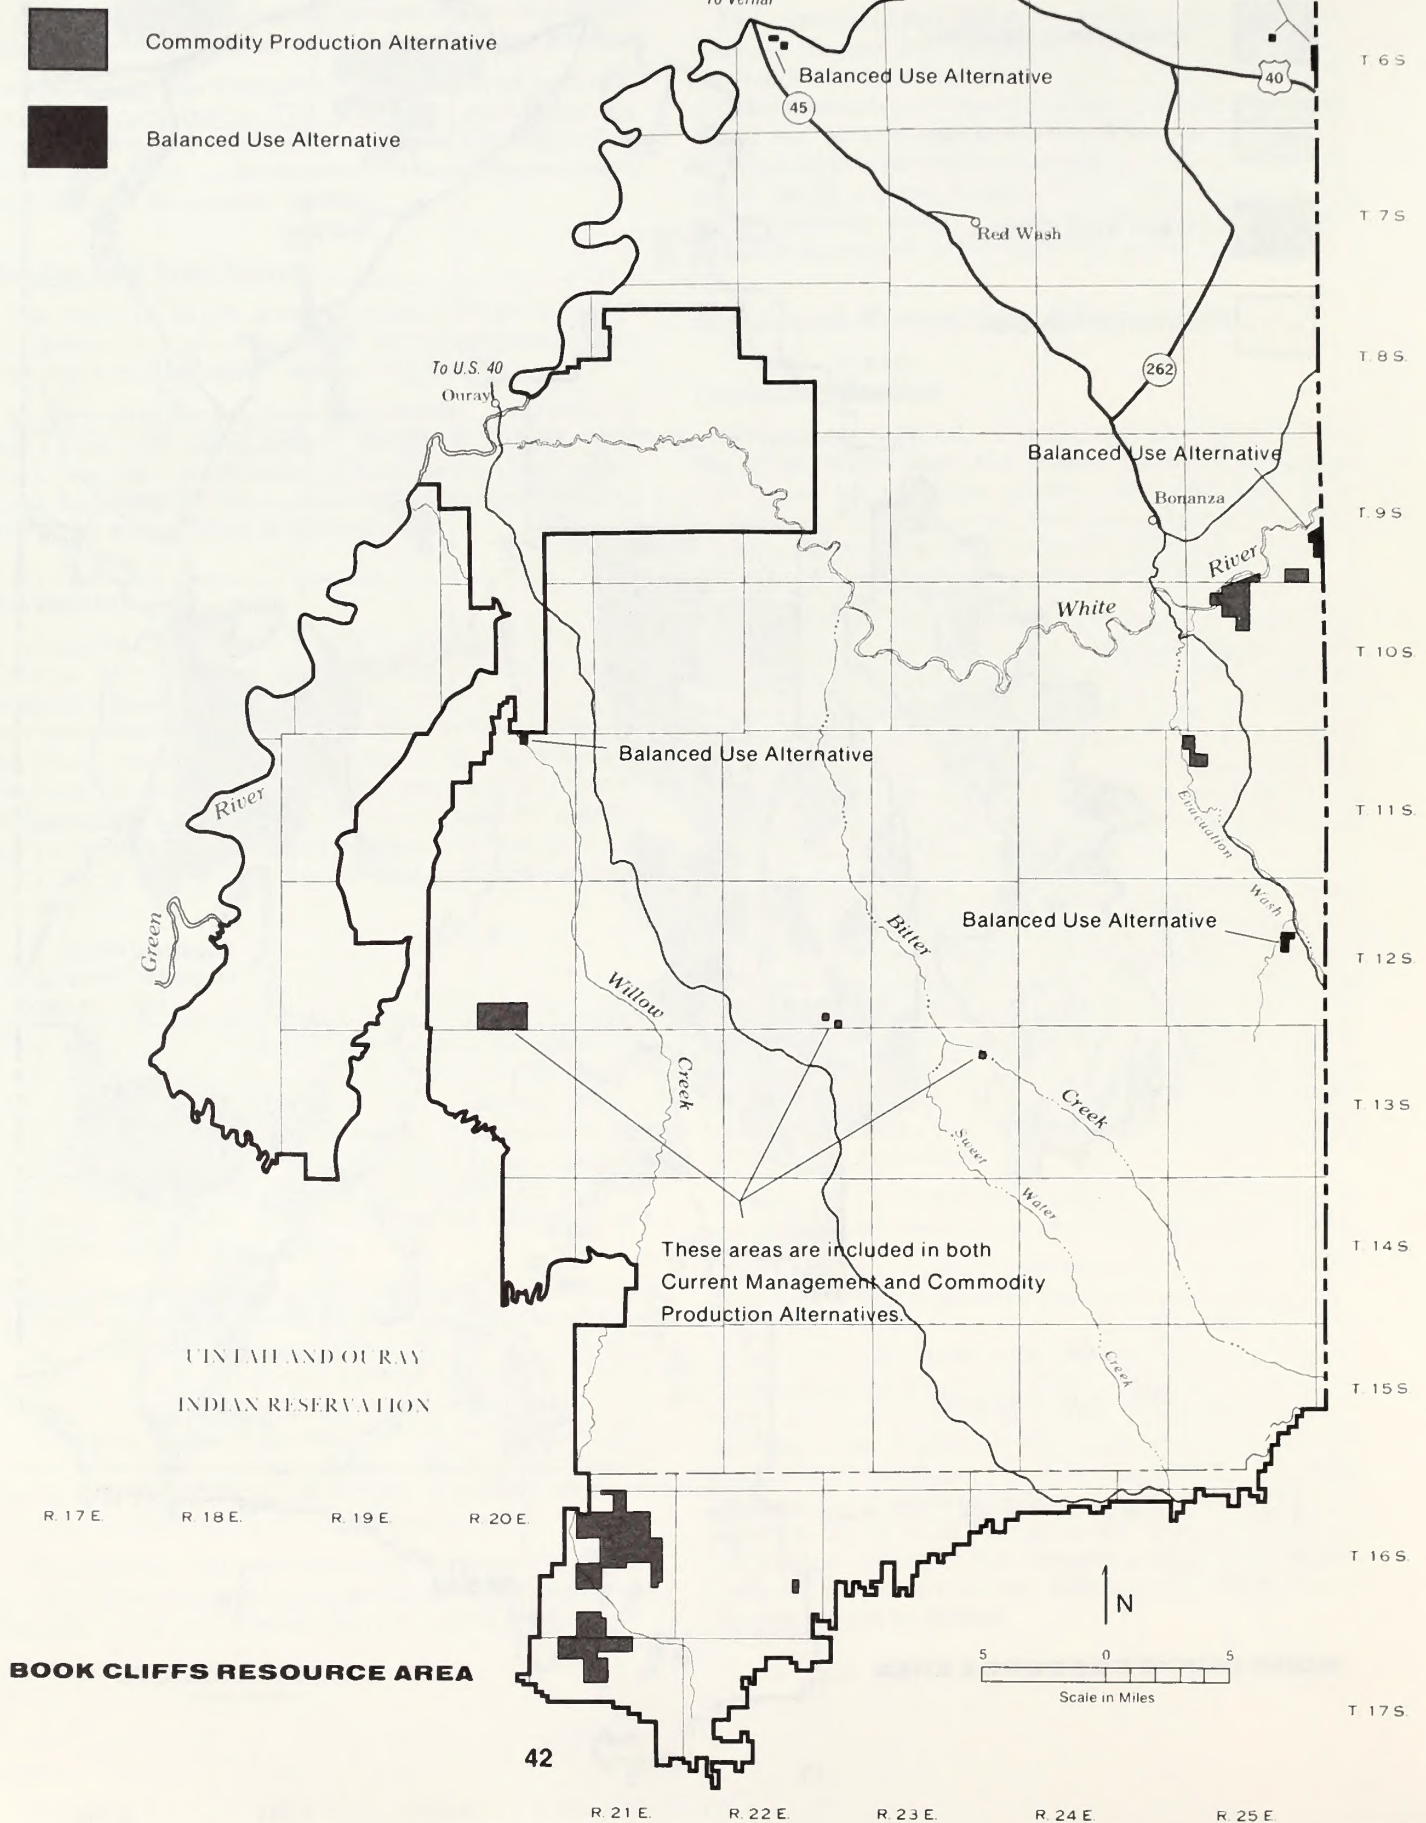 To Vernal
Commodity Production Alternative
Balanced Use Alternative
Balanced Use Alternative
T 6 S
40
45
T. 7 S
Red Wash
T. 8 S.
To U.S. 40
Ouray
262
Balanced Use Alternative
Bonanza
T. 9 S
River
White
T. 10 S.
Balanced Use Alternative
River
T. 11 S.
Evacuation
Wash
Balanced Use Alternative
Bitter
Green
T. 12 S.
Willow
Creek
Creek
T. 13 S
Sweet
Water
Creek
These areas are included in both
Current Management and Commodity
Production Alternatives.
T. 14 S.
UINTAH AND OURAY
INDIAN RESERVATION
T. 15 S.
R. 17 E.
R. 18 E.
R. 19 E.
R. 20 E.
T. 16 S.
N
BOOK CLIFFS RESOURCE AREA
5 0 5
Scale in Miles
T 17 S.
42
R. 21 E.
R. 22 E.
R. 23 E.
R. 24 E.
R. 25 E.